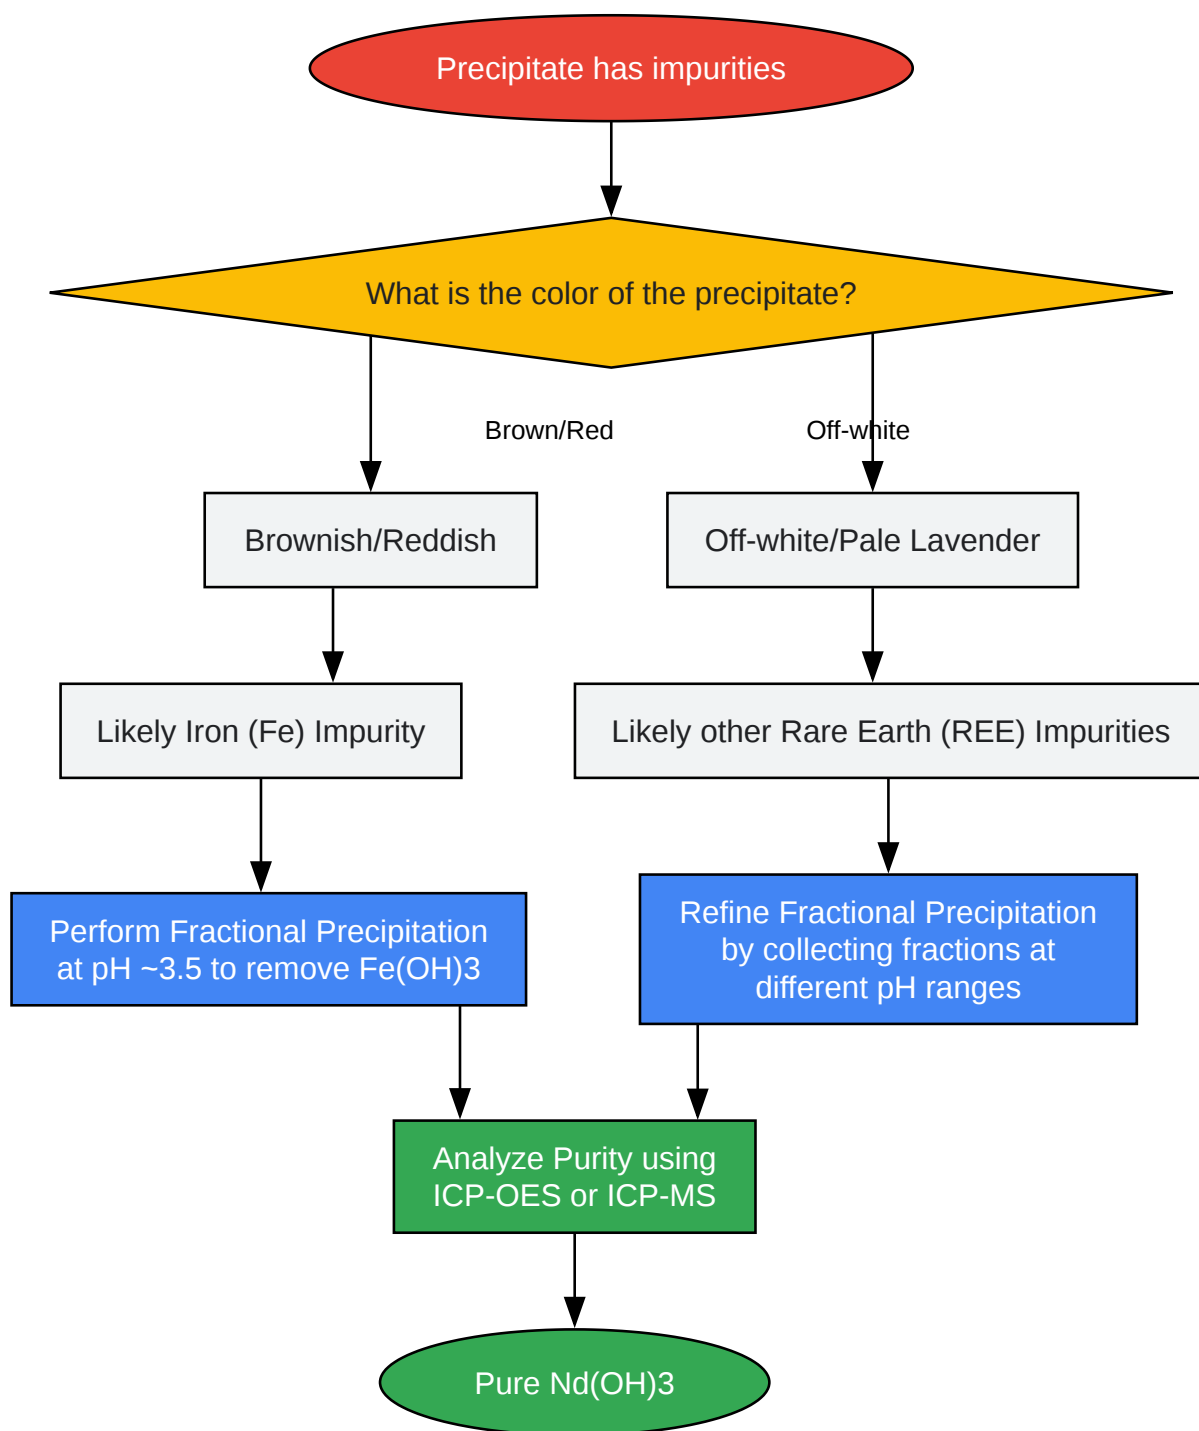 Precipitate has impurities
What is the color of the precipitate?
Brown/Red
Off-white
Brownish/Reddish
Off-white/Pale Lavender
Likely Iron (Fe) Impurity
Likely other Rare Earth (REE) Impurities
Perform Fractional Precipitation
at pH ~3.5 to remove Fe(OH)3
Refine Fractional Precipitation
by collecting fractions at
different pH ranges
Analyze Purity using
ICP-OES or ICP-MS
Pure Nd(OH)3